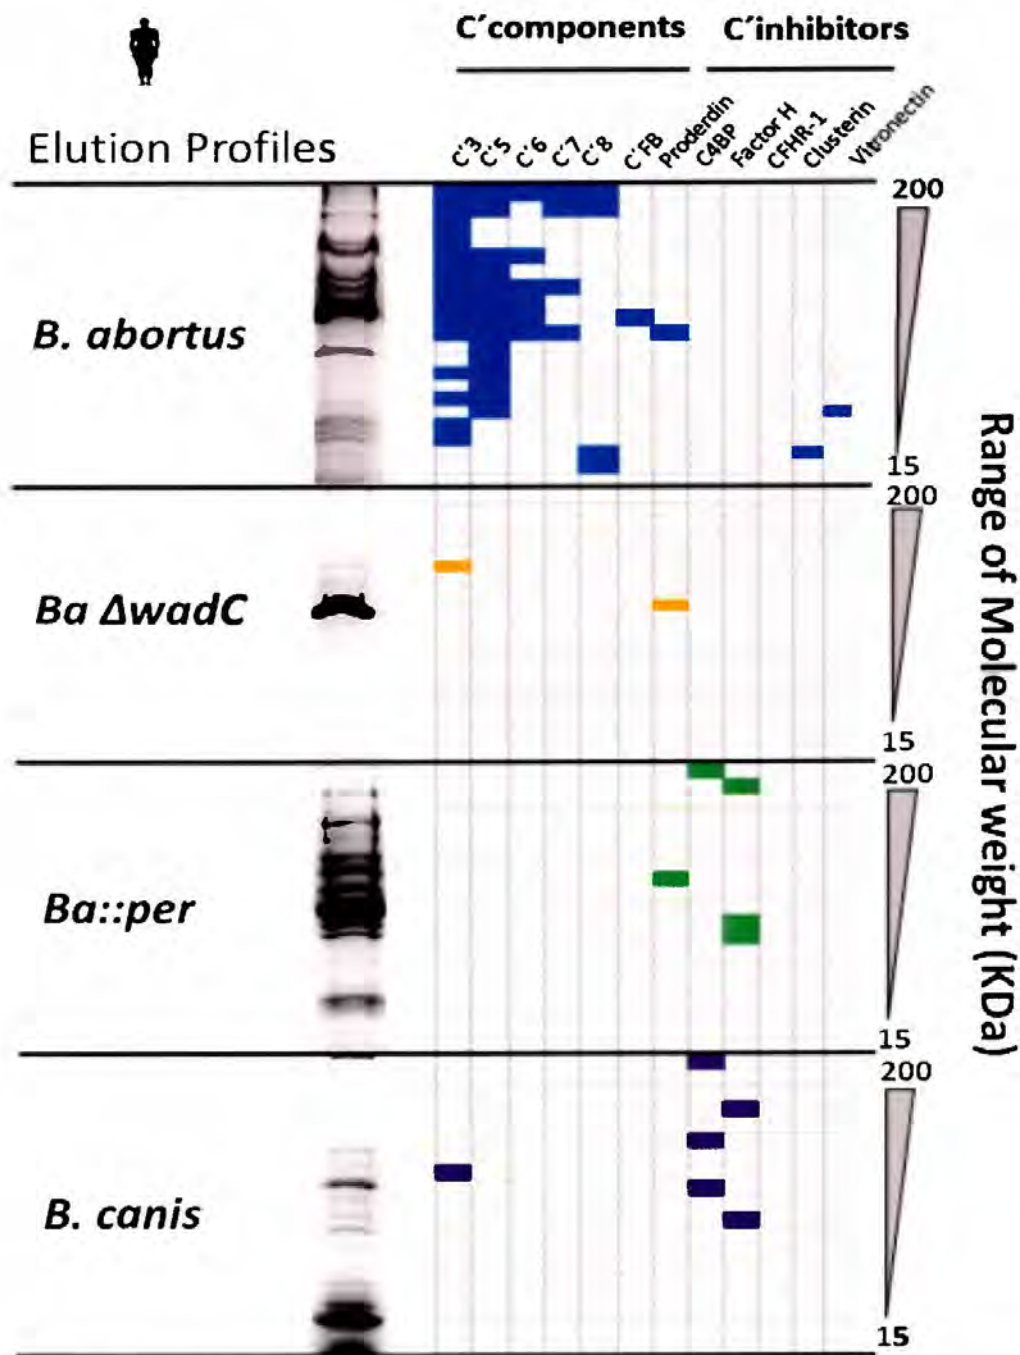 C´components C´inhibitors
Elution Profiles
C´3 C´5 C´6 C´7 C´8 C´FB Proderdin C4BP Factor H CFHR-1 Clusterin Vitronectin
200
B. abortus
15
200
Ba ΔwadC
15
200
Ba::per
15
200
B. canis
15
Range of Molecular weight (KDa)